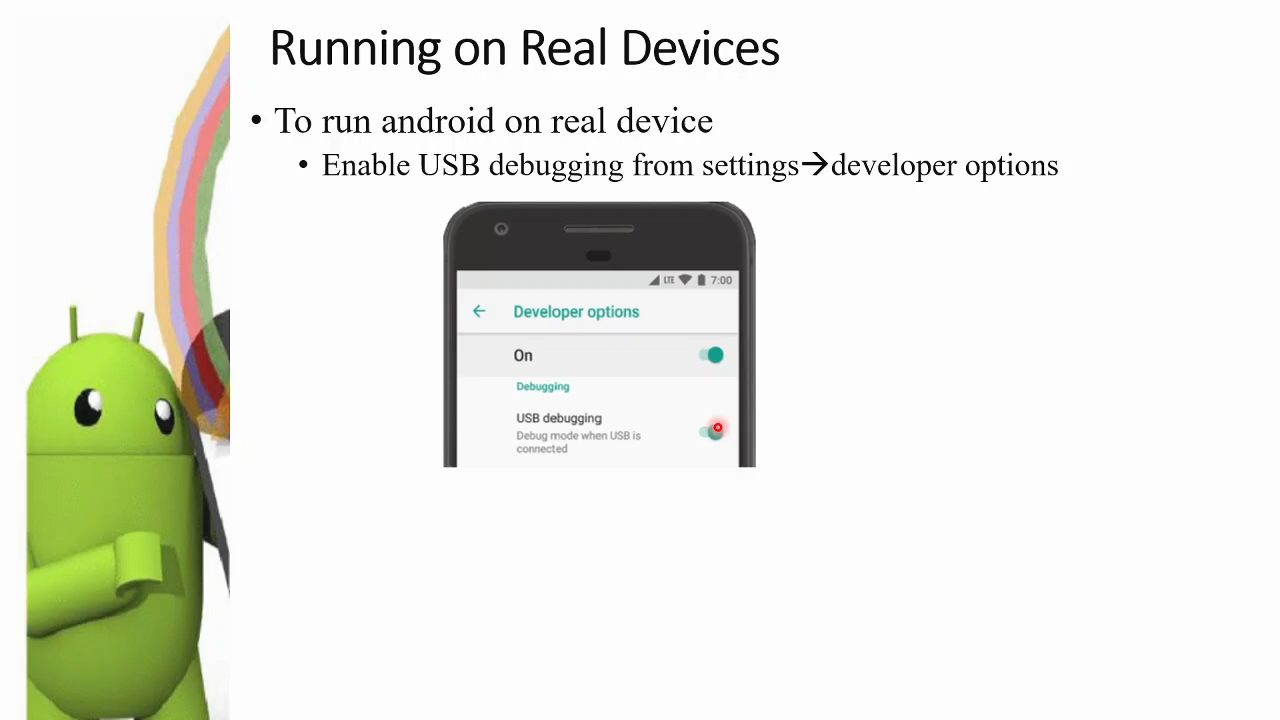 Running on Real Devices
• To run android on real device
• Enable USB debugging from settings→developer options
LTE 7:00
Developer options
On
Debugging
USB debugging
Debug mode when USB is
connected